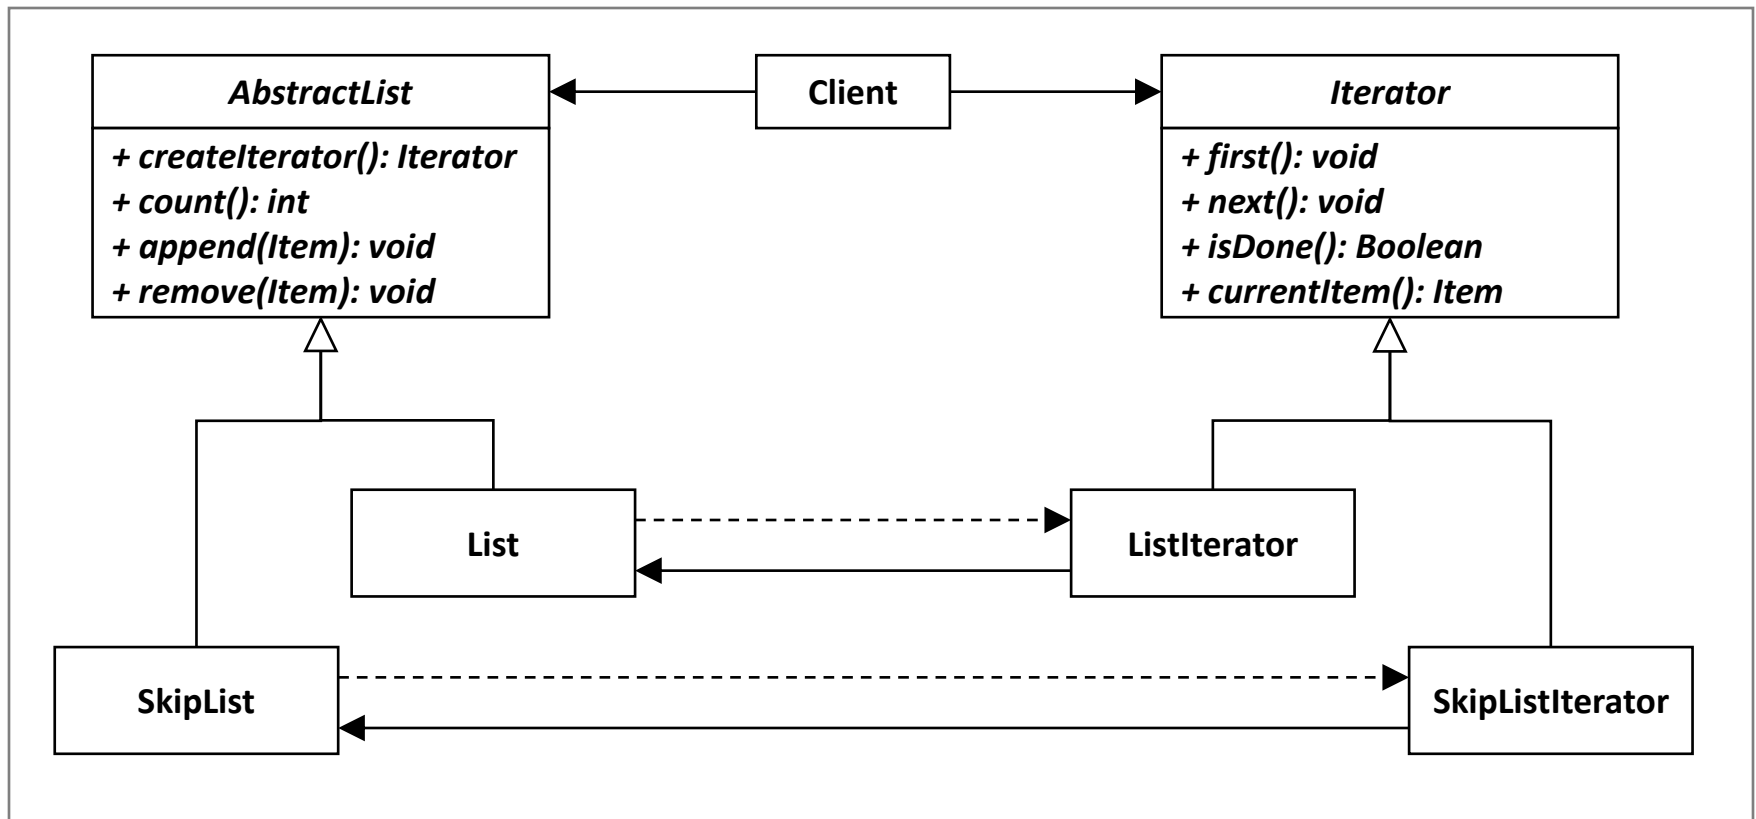 AbstractList
+ createIterator(): Iterator
+ count(): int
+ append(Item): void
+ remove(Item): void
Client
Iterator
+ first(): void
+ next(): void
+ isDone(): Boolean
+ currentItem(): Item
List
ListIterator
SkipList
SkipListIterator